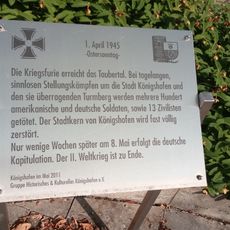 1. April 1945
-Ostersonntag-
Die Kriegsfurie erreicht das Taubertal. Bei tagelangen,
sinnlosen Stellungskämpfen um die Stadt Königshofen und
den sie überragenden Turmberg werden mehrere Hundert
amerikanische und deutsche Soldaten, sowie 13 Zivilisten
getötet. Der Stadtkern von Königshofen wird fast völlig
zerstört.
Nur wenige Wochen später am 8. Mai erfolgt die deutsche
Kapitulation. Der II. Weltkrieg ist zu Ende.
Königshofen im Mai 2011
Gruppe Historisches & Kulturelles Königshofen e.V.